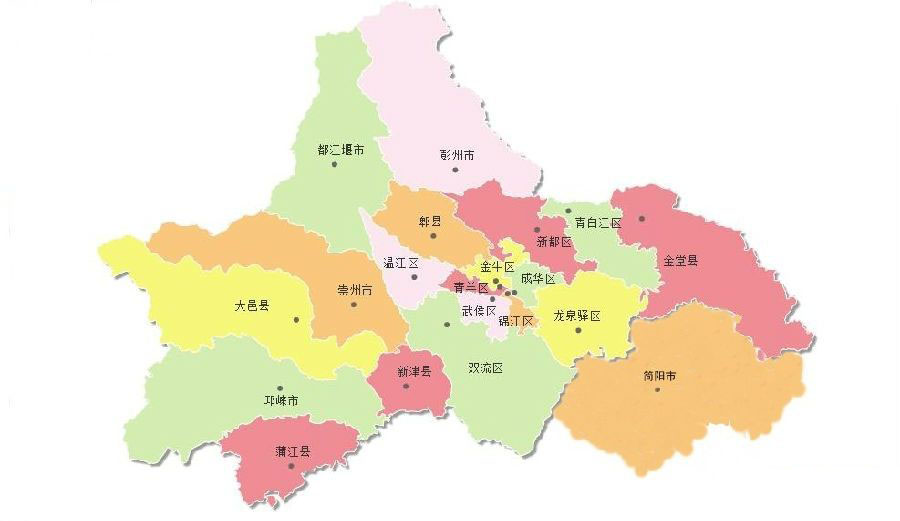 都江堰市
彭州市
郫县
青白江区
新都区
温江区
金牛区
金堂县
成华区
青羊区
崇州市
大邑县
武侯区
锦江区
龙泉驿区
双流区
新津县
简阳市
邛崃市
蒲江县